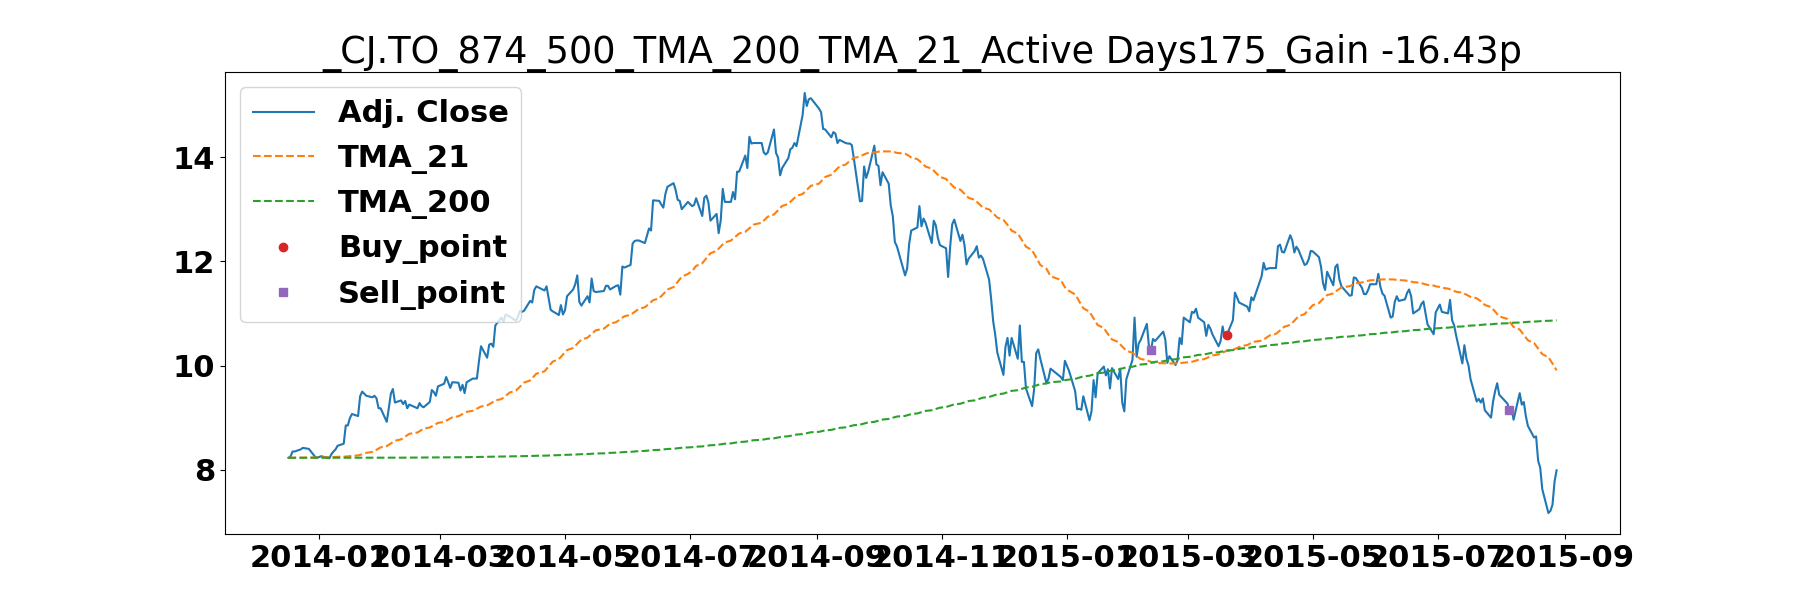 _CJ.TO_874_500_TMA_200_TMA_21_Active Days175_Gain -16.43p
Adj. Close
TMA_21
TMA_200
Buy_point
Sell_point
14
12
10
8
2014-01 2014-03 2014-05 2014-07 2014-09 2014-11 2015-01 2015-03 2015-05 2015-07 2015-09